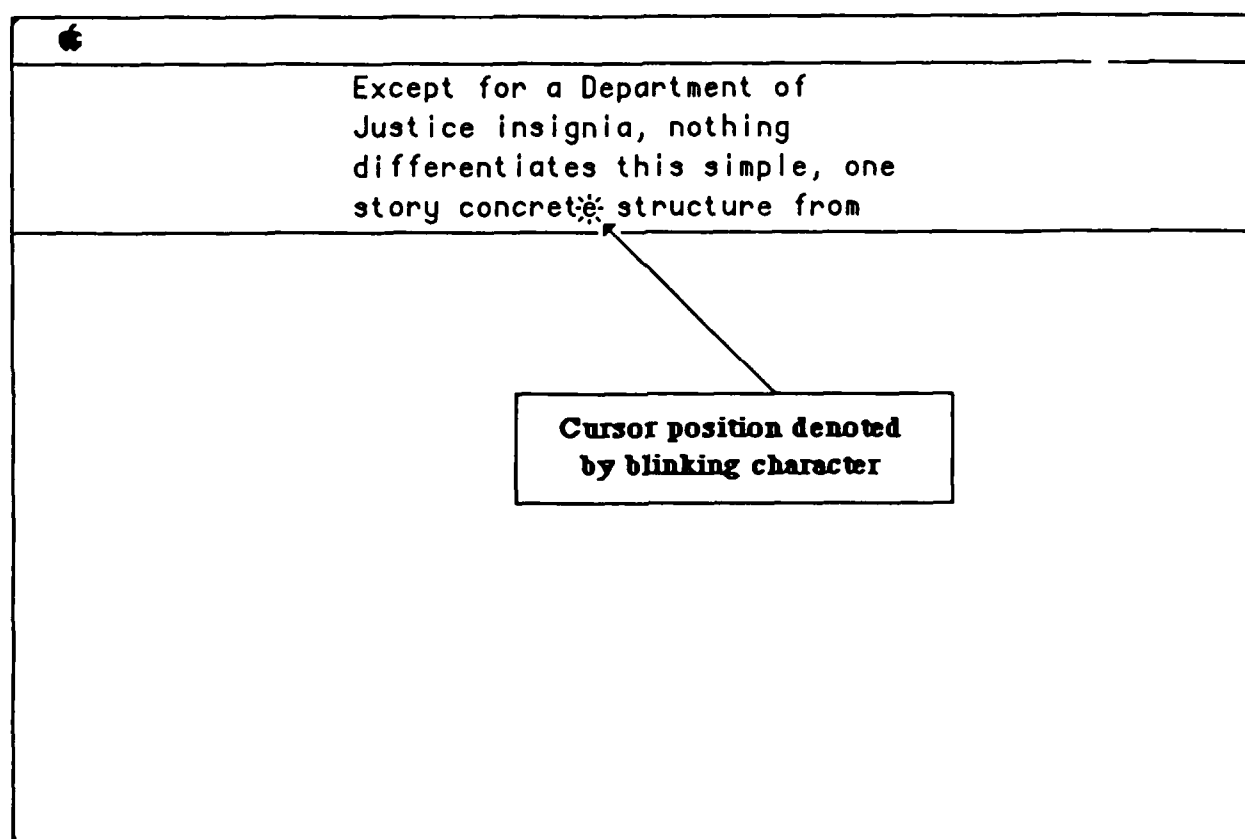 Except for a Department of
Justice insignia, nothing
differentiates this simple, one
story concrete structure from
Cursor position denoted
by blinking character